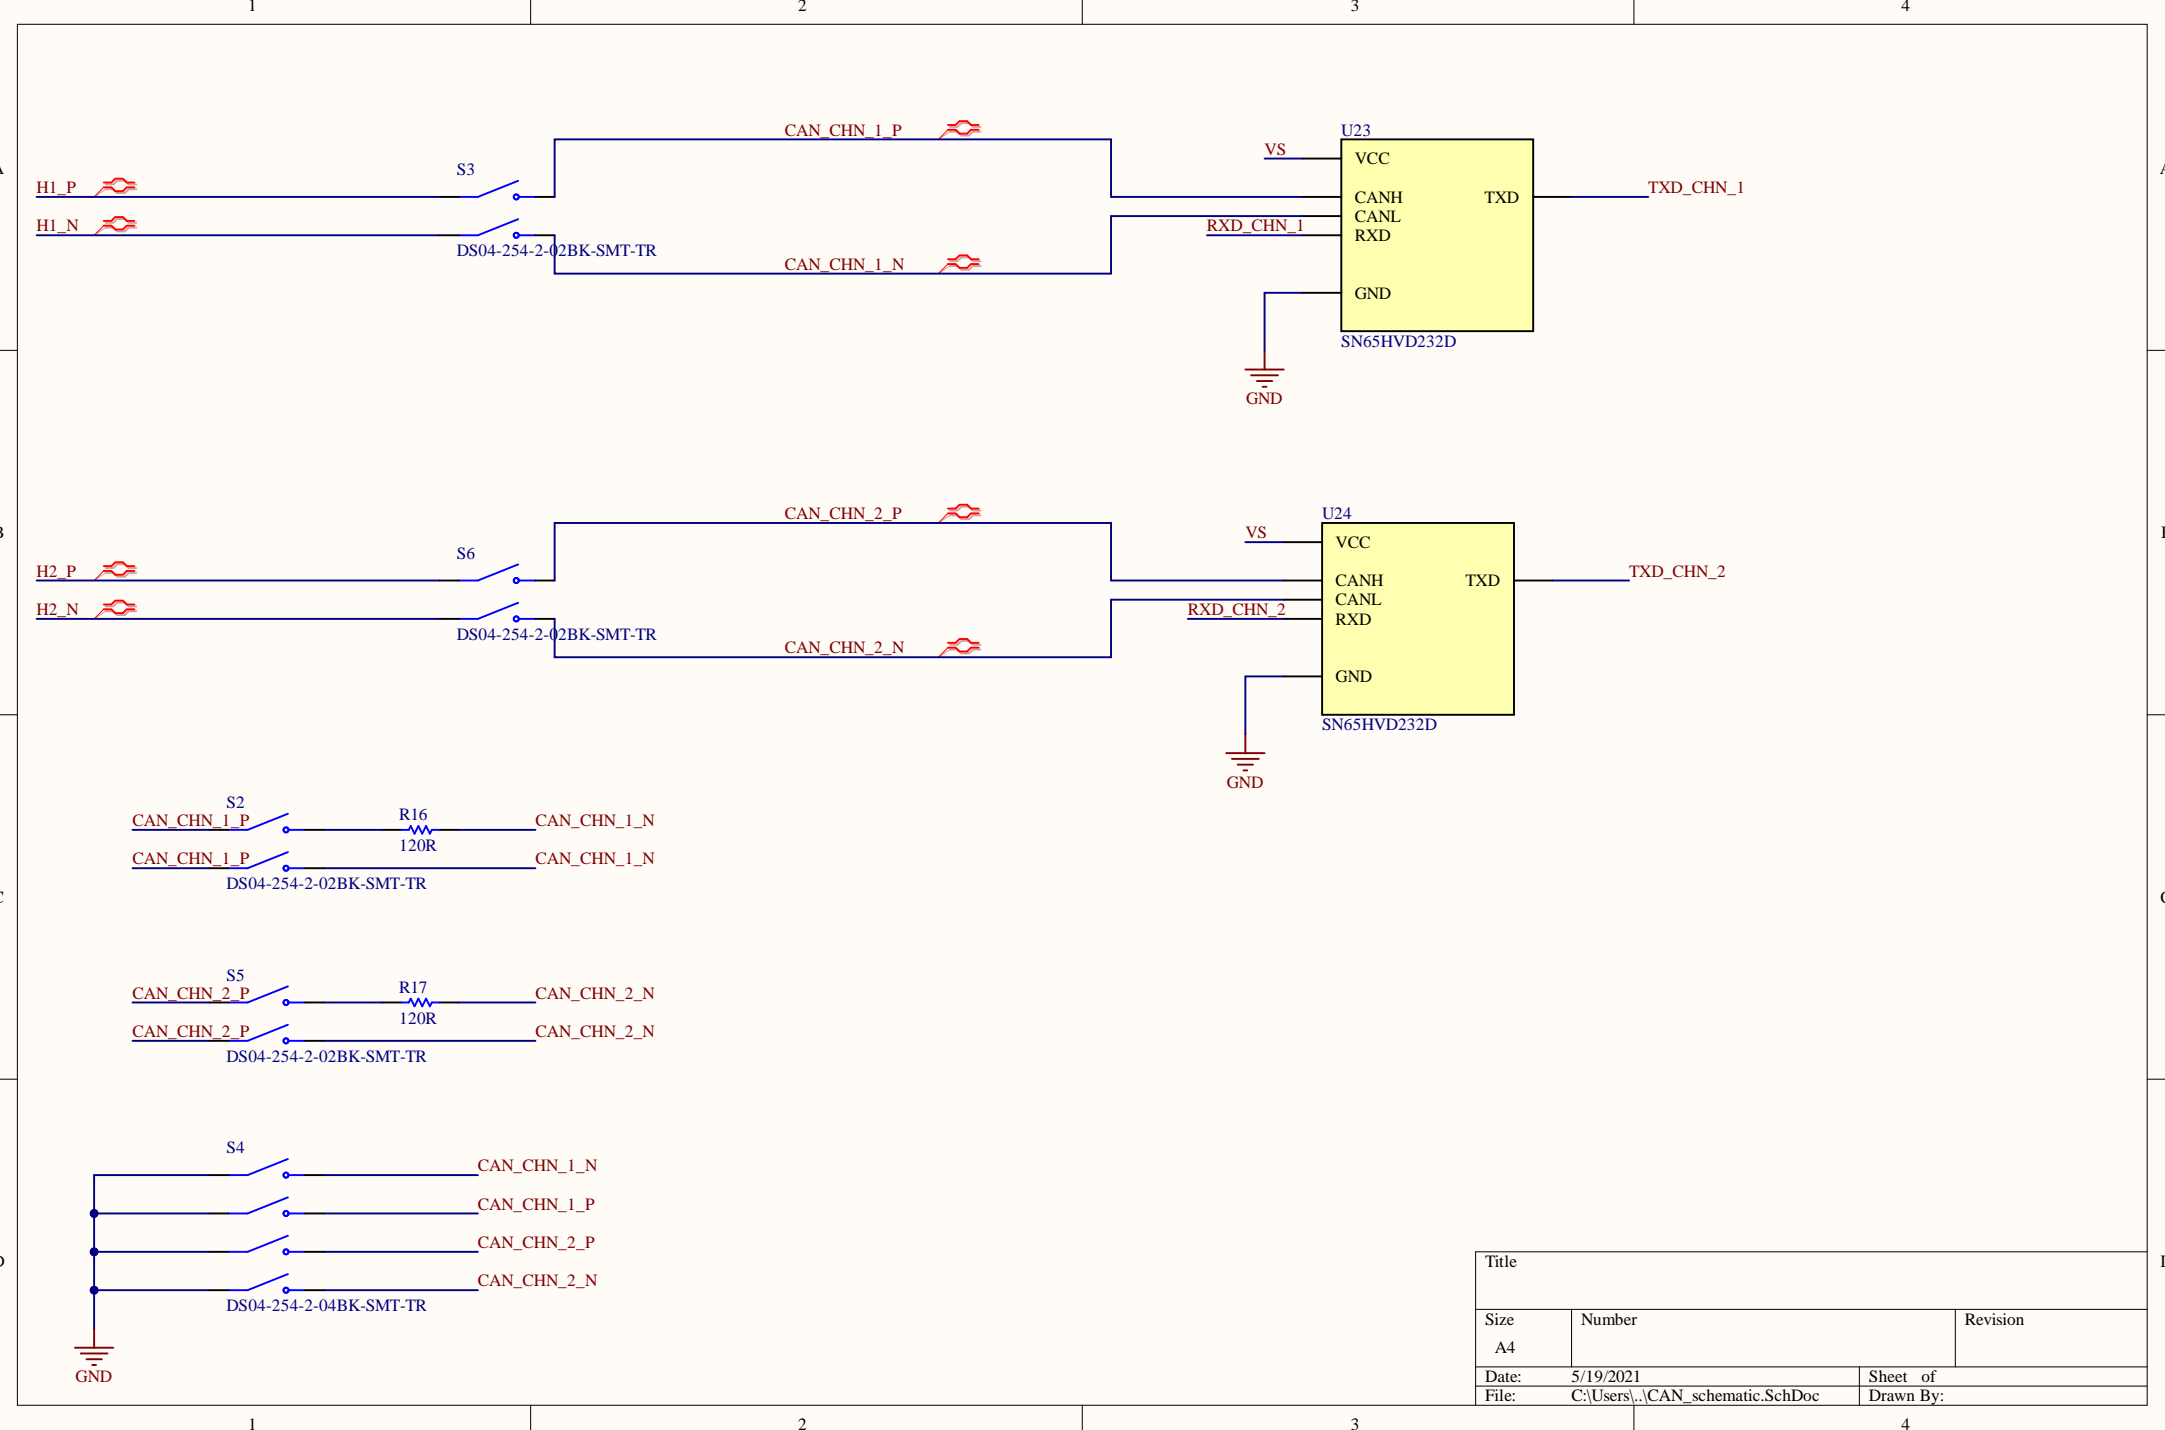 1 2 3 4
A
CAN_CHN_1_P
U23
VS
VCC
S3
H1_P
CANH TXD
TXD_CHN_1
CANL
H1_N
RXD_CHN_1
RXD
DS04-254-2-02BK-SMT-TR
CAN_CHN_1_N
GND
SN65HVD232D
GND
CAN_CHN_2_P
U24
B
VS
VCC
S6
H2_P
CANH TXD
TXD_CHN_2
CANL
H2_N
RXD_CHN_2
RXD
DS04-254-2-02BK-SMT-TR
CAN_CHN_2_N
GND
SN65HVD232D
GND
S2
CAN_CHN_1_P
R16
CAN_CHN_1_N
120R
CAN_CHN_1_P
CAN_CHN_1_N
DS04-254-2-02BK-SMT-TR
C
S5
CAN_CHN_2_P
R17
CAN_CHN_2_N
120R
CAN_CHN_2_P
CAN_CHN_2_N
DS04-254-2-02BK-SMT-TR
S4
CAN_CHN_1_N
CAN_CHN_1_P
CAN_CHN_2_P
CAN_CHN_2_N
DS04-254-2-04BK-SMT-TR
GND
D
Title
Size Number Revision
A4
Date: 5/19/2021 Sheet of
File: C:\Users\..\CAN_schematic.SchDoc Drawn By:
1 2 3 4